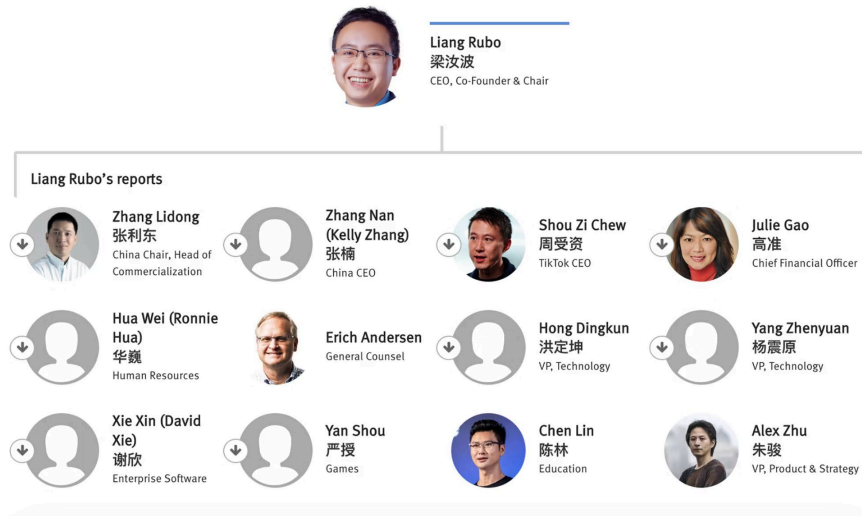 Liang Rubo
梁汝波
CEO, Co-Founder & Chair
Liang Rubo's reports
Zhang Lidong
张利东
China Chair, Head of
Commercialization
Zhang Nan
(Kelly Zhang)
张楠
China CEO
Shou Zi Chew
周受资
TikTok CEO
Julie Gao
高准
Chief Financial Officer
Hua Wei (Ronnie
Hua)
华巍
Human Resources
Erich Andersen
General Counsel
Hong Dingkun
洪定坤
VP, Technology
Yang Zhenyuan
杨震原
VP, Technology
Xie Xin (David
Xie)
谢欣
Enterprise Software
Yan Shou
严授
Games
Chen Lin
陈林
Education
Alex Zhu
朱骏
VP, Product & Strategy